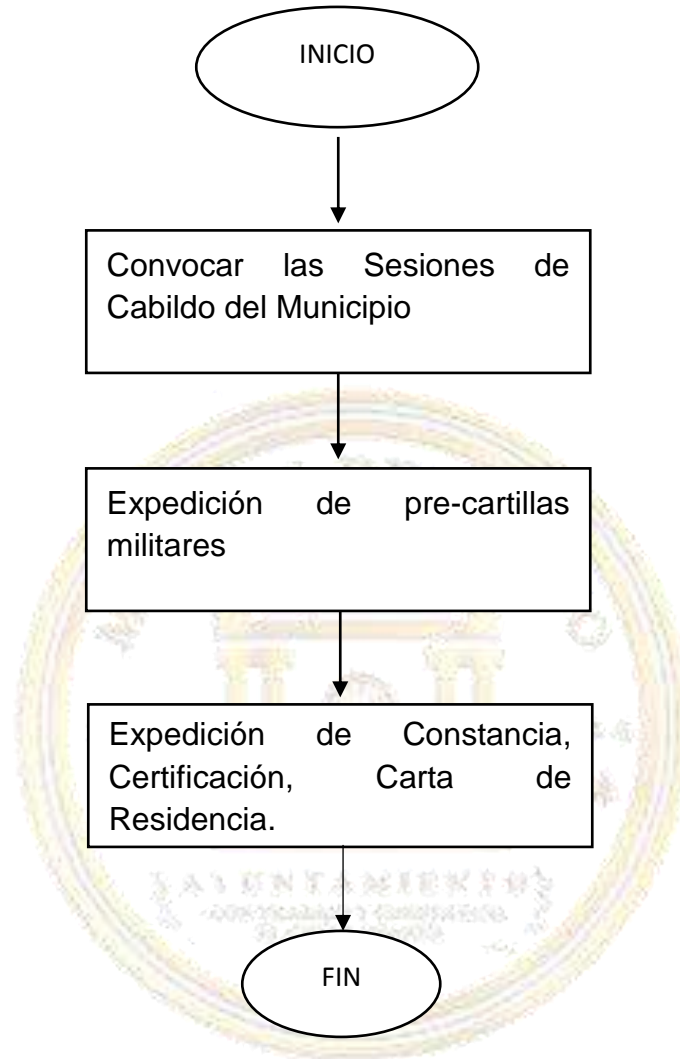 INICIO
Convocar las Sesiones de
Cabildo del Municipio
Expedición de pre-cartillas
militares
Expedición de Constancia,
Certificación, Carta de
Residencia.
AYUNTAMIENTO
FIN